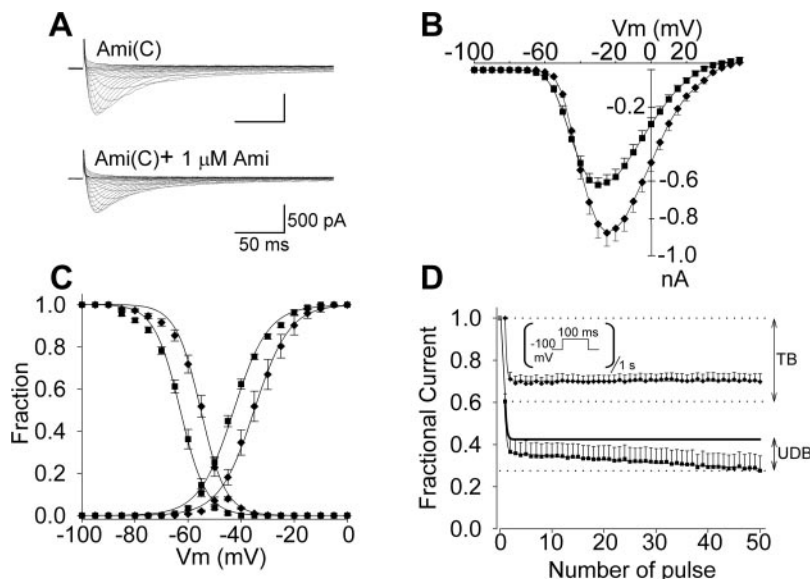 A
Ami(C)
Ami(C)+ 1 μM Ami
500 pA
50 ms
B
Vm (mV)
-100 -80 -60 -40 -20 0 20
-0.2
-0.6
-0.8
-1.0
nA
C
Fraction
1.0
0.8
0.6
0.4
0.2
0.0
-100 -80 -60 -40 -20 0
Vm (mV)
D
Fractional Current
1.0
0.8
0.6
0.4
0.2
0.0
100 ms
-100
mV
/1 s
TB
UDB
0 10 20 30 40 50
Number of pulse